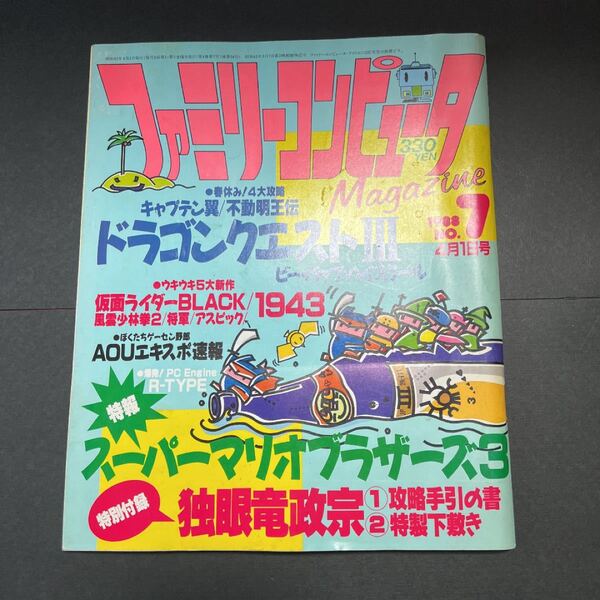 ファミリーコンピュータ
330
YEN
Magazine
1988
NO.7
4月1日号
●春休み!4大攻略
キャプテン翼/不動明王伝
ドラゴンクエストIII
●ウキウキ5大新作
仮面ライダーBLACK/1943
風雲少林拳2/将軍/アスピック/
●ぼくたちゲーセン野郎
AOUエキスポ速報
●爆発! PC Engine
R-TYPE
特報
スーパーマリオブラザーズ3
特別付録
独眼竜政宗
①攻略手引の書
②特製下敷き